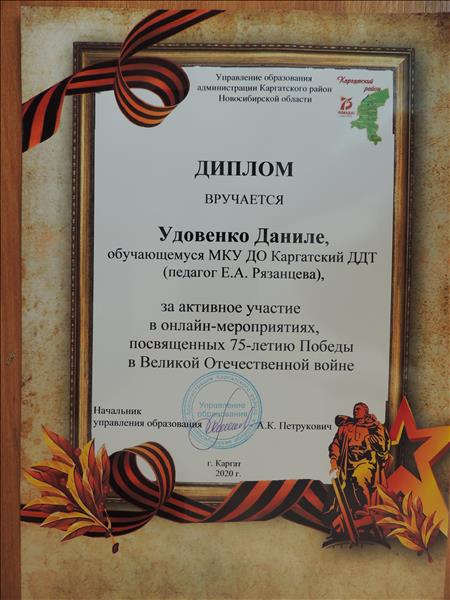 Управление образования
администрации Каргатского район
Новосибирской области
Каргатский
район
75
ДИПЛОМ
ВРУЧАЕТСЯ
Удовенко Даниле,
обучающемуся МКУ ДО Каргатский ДДТ
(педагог Е.А. Рязанцева),
за активное участие
в онлайн-мероприятиях,
посвященных 75-летию Победы
в Великой Отечественной войне
Управление
образования
Начальник
управления образования
А.К. Петрукович
г. Каргат
2020 г.